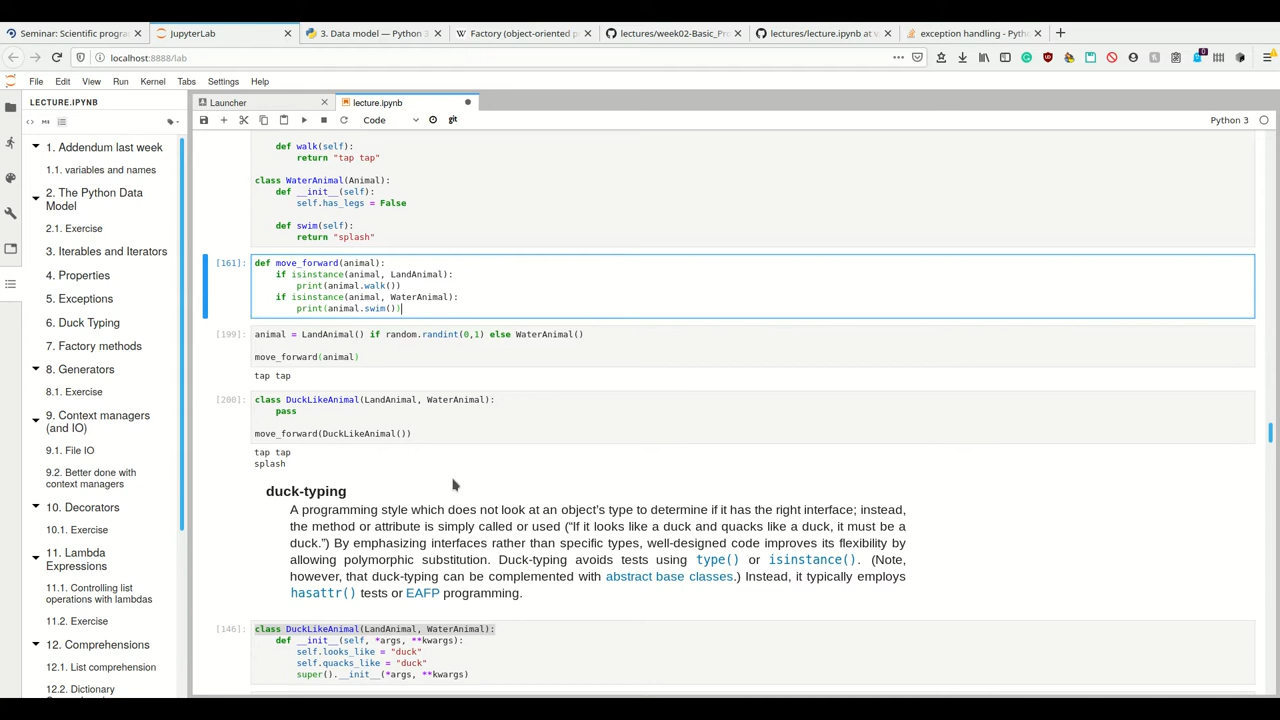 Seminar: Scientific progra
JupyterLab
3. Data model — Python 3
Factory (object-oriented p
lectures/week02-Basic_Pr
lectures/lecture.ipynb at v
exception handling - Pyth
localhost:8888/lab
0
File Edit View Run Kernel Tabs Settings Help
LECTURE.IPYNB
Launcher
lecture.ipynb
Code
git
Python 3
1. Addendum last week
1.1. variables and names
2. The Python Data
Model
2.1. Exercise
3. Iterables and Iterators
4. Properties
5. Exceptions
6. Duck Typing
7. Factory methods
8. Generators
8.1. Exercise
9. Context managers
(and IO)
9.1. File IO
9.2. Better done with
context managers
10. Decorators
10.1. Exercise
11. Lambda
Expressions
11.1. Controlling list
operations with lambdas
11.2. Exercise
12. Comprehensions
12.1. List comprehension
12.2. Dictionary
def walk(self):
return "tap tap"
class WaterAnimal(Animal):
def __init__(self):
self.has_legs = False
def swim(self):
return "splash"
[161]: def move_forward(animal):
if isinstance(animal, LandAnimal):
print(animal.walk())
if isinstance(animal, WaterAnimal):
print(animal.swim())
[199]: animal = LandAnimal() if random.randint(0,1) else WaterAnimal()
move_forward(animal)
tap tap
[200]: class DuckLikeAnimal(LandAnimal, WaterAnimal):
pass
move_forward(DuckLikeAnimal())
tap tap
splash
duck-typing
A programming style which does not look at an object's type to determine if it has the right interface; instead,
the method or attribute is simply called or used ("If it looks like a duck and quacks like a duck, it must be a
duck.") By emphasizing interfaces rather than specific types, well-designed code improves its flexibility by
allowing polymorphic substitution. Duck-typing avoids tests using type() or isinstance(). (Note,
however, that duck-typing can be complemented with abstract base classes.) Instead, it typically employs
hasattr() tests or EAFP programming.
[146]: class DuckLikeAnimal(LandAnimal, WaterAnimal):
def __init__(self, *args, **kwargs):
self.looks_like = "duck"
self.quacks_like = "duck"
super().__init__(*args, **kwargs)